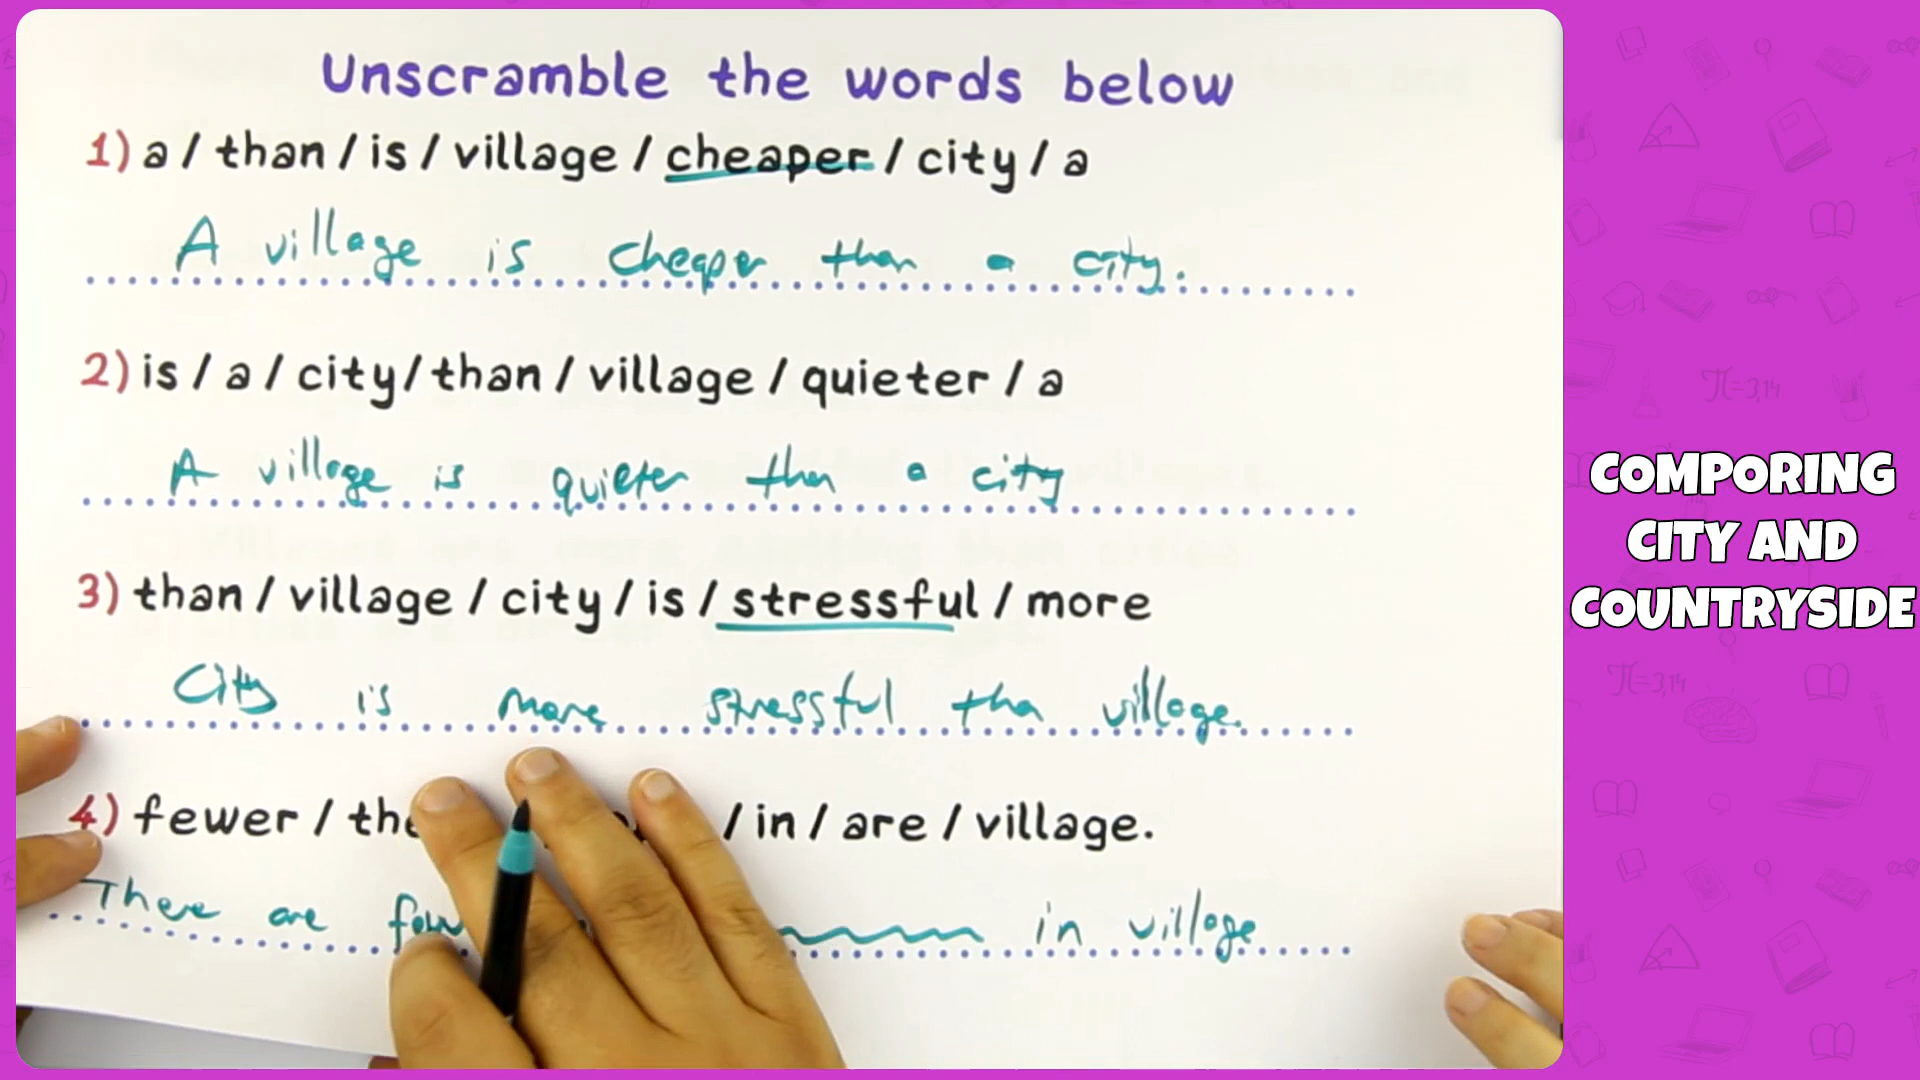 Unscramble the words below
1) a / than / is / village / cheaper / city / a
A village is cheaper than a city.
2) is / a / city / than / village / quieter / a
A village is quieter than a city
3) than / village / city / is / stressful / more
City is more stressful than village.
4) fewer / / in / are / village.
There are in village
COMPORING
CITY AND
COUNTRYSIDE